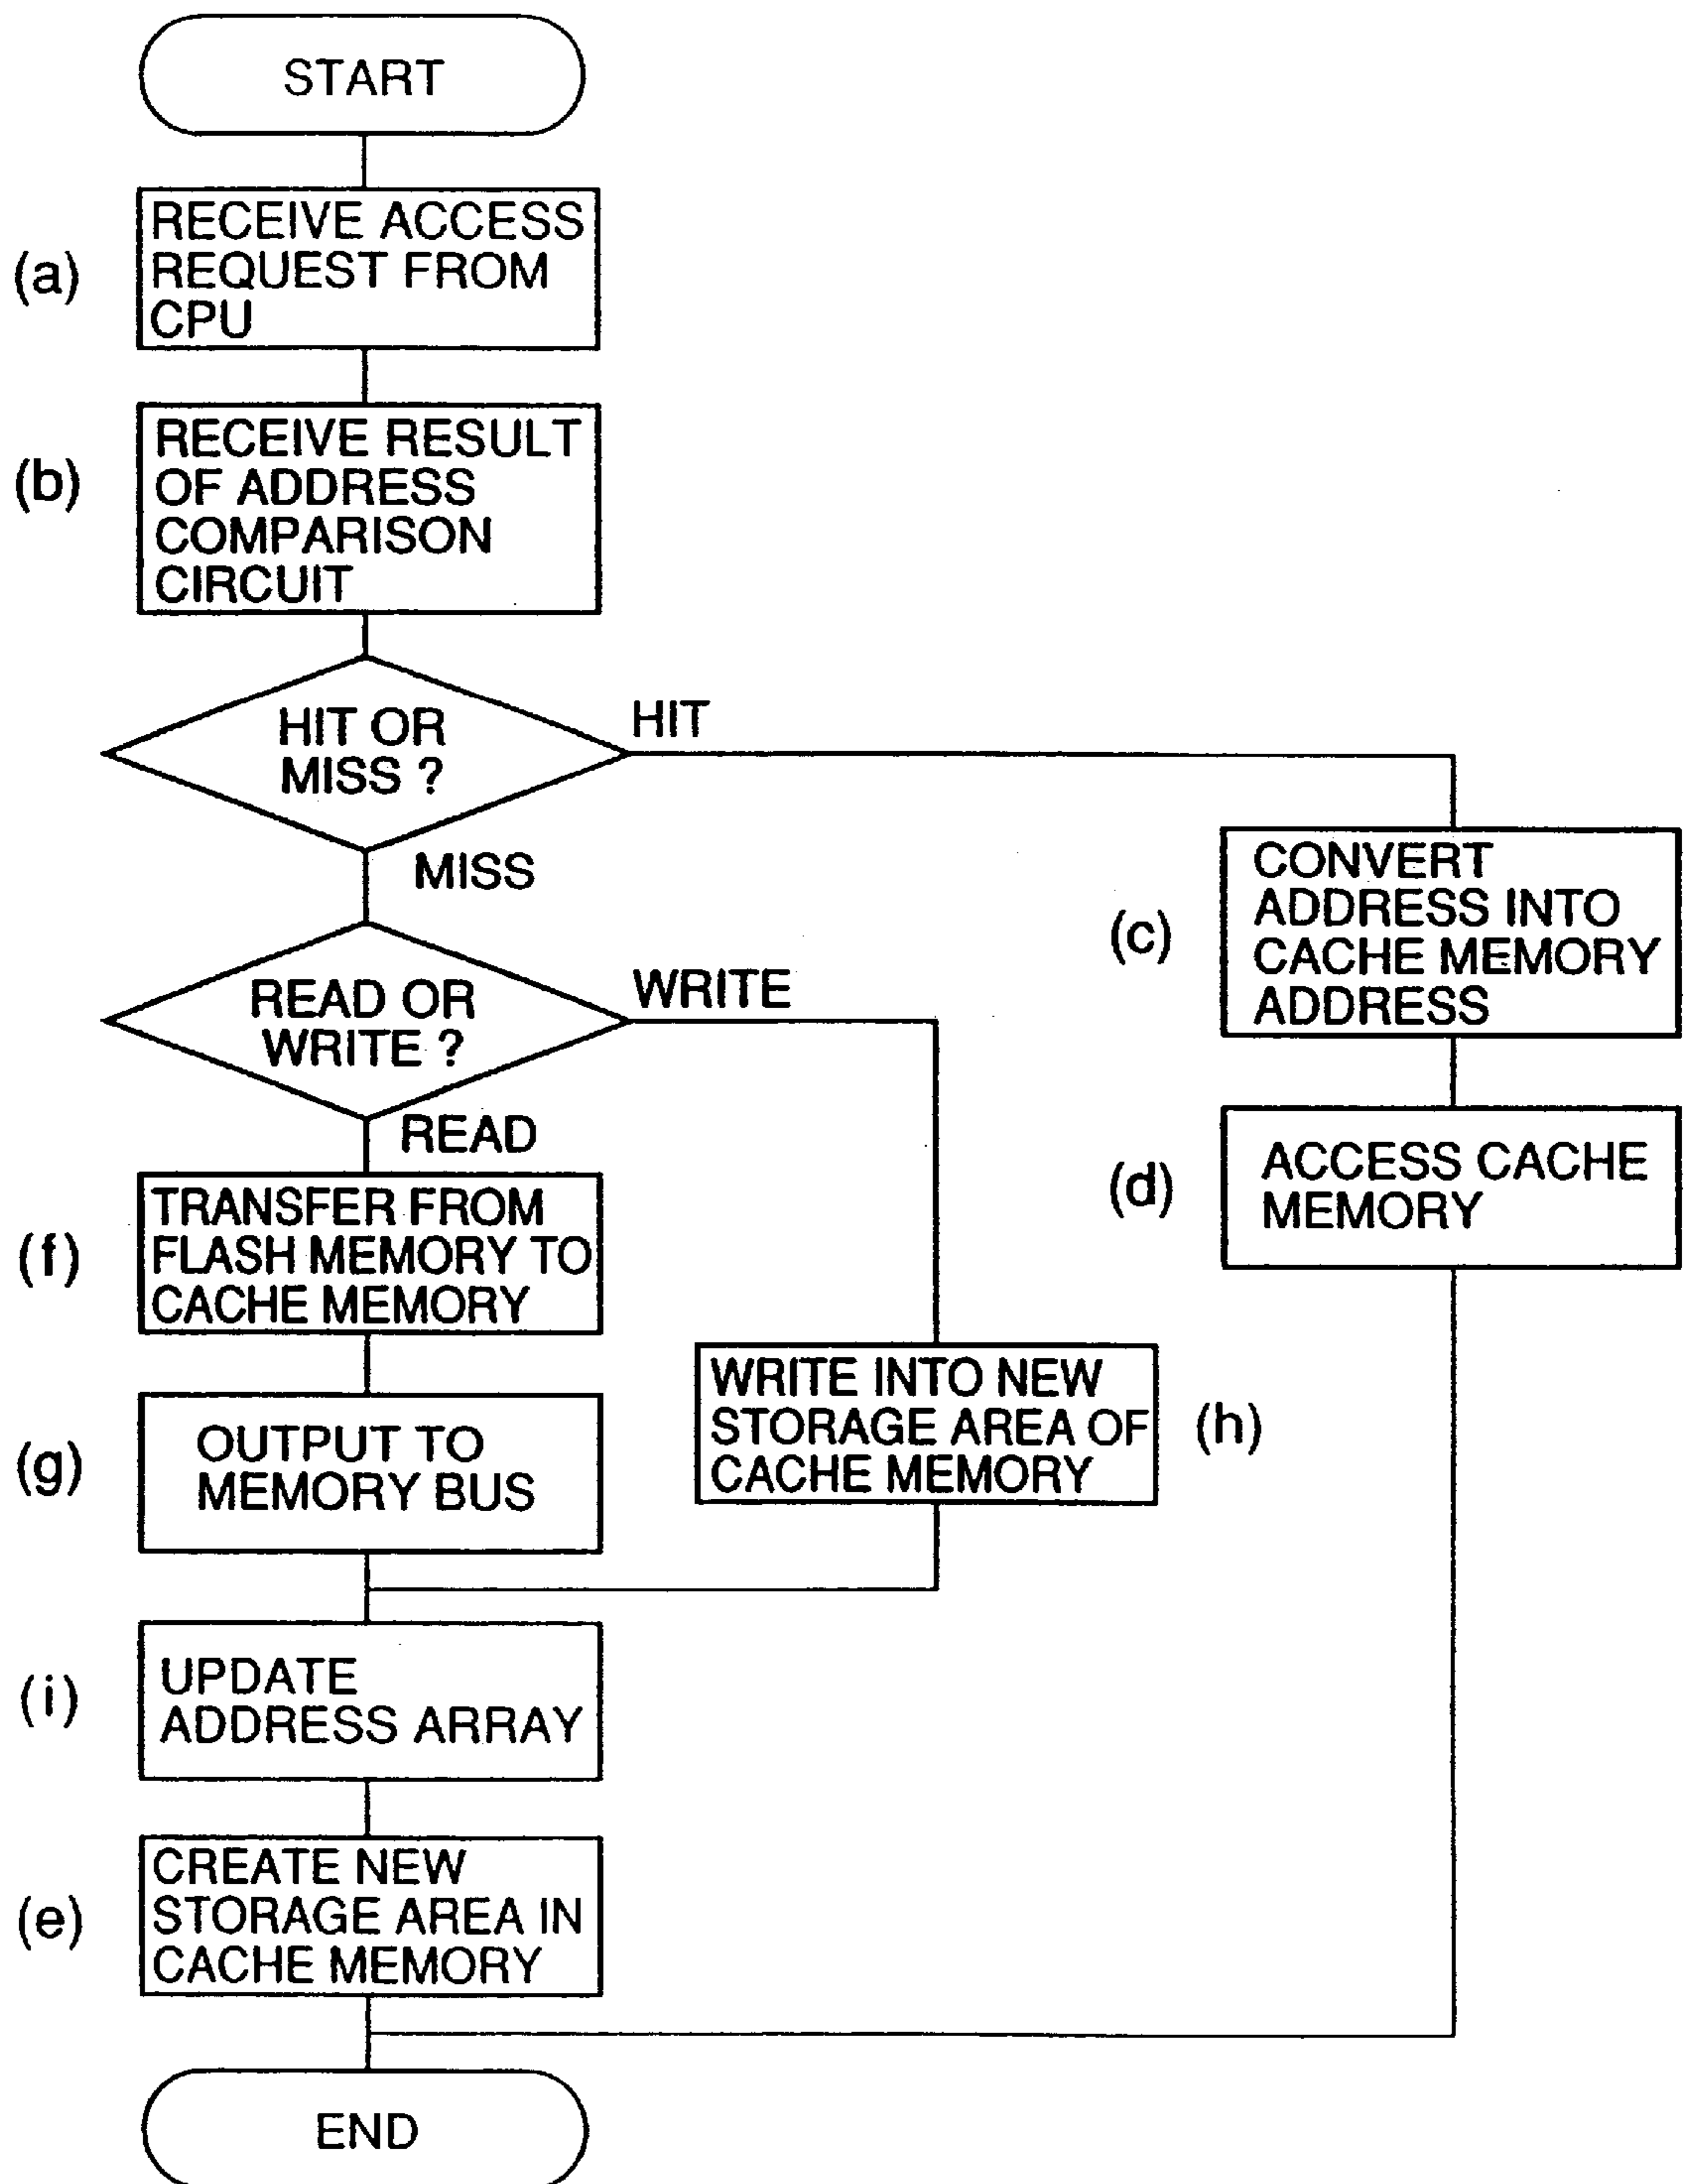 START
(a)
RECEIVE ACCESS
REQUEST FROM
CPU
(b)
RECEIVE RESULT
OF ADDRESS
COMPARISON
CIRCUIT
HIT OR
MISS ?
HIT
MISS
(c)
CONVERT
ADDRESS INTO
CACHE MEMORY
ADDRESS
READ OR
WRITE ?
WRITE
READ
(d)
ACCESS CACHE
MEMORY
(f)
TRANSFER FROM
FLASH MEMORY TO
CACHE MEMORY
WRITE INTO NEW
STORAGE AREA OF
CACHE MEMORY
(h)
(g)
OUTPUT TO
MEMORY BUS
(i)
UPDATE
ADDRESS ARRAY
(e)
CREATE NEW
STORAGE AREA IN
CACHE MEMORY
END